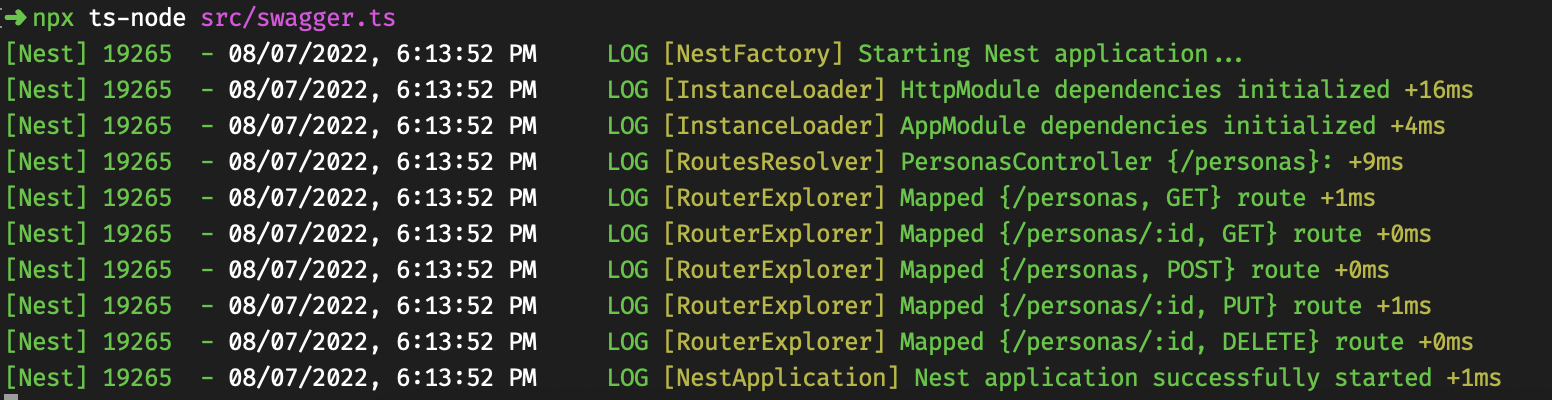 ➜ npx ts-node src/swagger.ts
[Nest] 19265  - 08/07/2022, 6:13:52 PM     LOG [NestFactory] Starting Nest application...
[Nest] 19265  - 08/07/2022, 6:13:52 PM     LOG [InstanceLoader] HttpModule dependencies initialized +16ms
[Nest] 19265  - 08/07/2022, 6:13:52 PM     LOG [InstanceLoader] AppModule dependencies initialized +4ms
[Nest] 19265  - 08/07/2022, 6:13:52 PM     LOG [RoutesResolver] PersonasController {/personas}: +9ms
[Nest] 19265  - 08/07/2022, 6:13:52 PM     LOG [RouterExplorer] Mapped {/personas, GET} route +1ms
[Nest] 19265  - 08/07/2022, 6:13:52 PM     LOG [RouterExplorer] Mapped {/personas/:id, GET} route +0ms
[Nest] 19265  - 08/07/2022, 6:13:52 PM     LOG [RouterExplorer] Mapped {/personas, POST} route +0ms
[Nest] 19265  - 08/07/2022, 6:13:52 PM     LOG [RouterExplorer] Mapped {/personas/:id, PUT} route +1ms
[Nest] 19265  - 08/07/2022, 6:13:52 PM     LOG [RouterExplorer] Mapped {/personas/:id, DELETE} route +0ms
[Nest] 19265  - 08/07/2022, 6:13:52 PM     LOG [NestApplication] Nest application successfully started +1ms